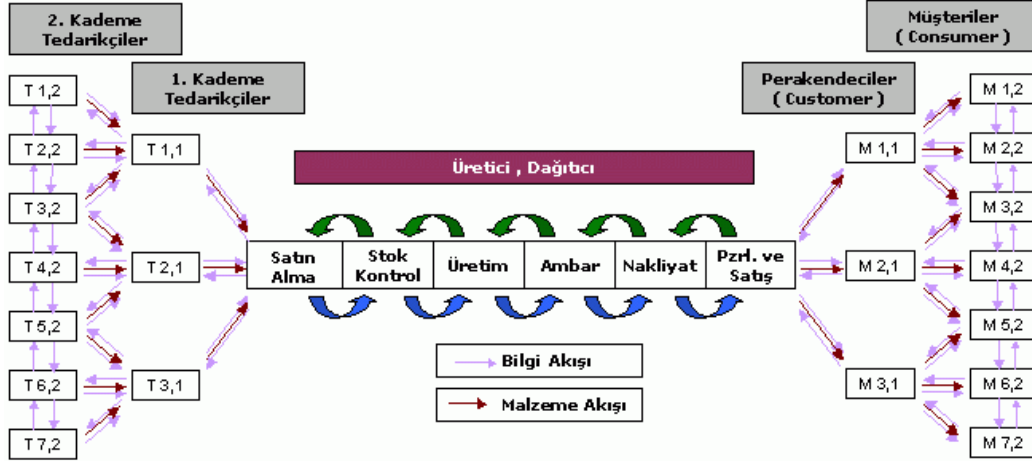 2. Kademe
Tedarikçiler
1. Kademe
Tedarikçiler
T 1,2
T 2,2
T 3,2
T 4,2
T 5,2
T 6,2
T 7,2
T 1,1
T 2,1
T 3,1
Üretici , Dağıtıcı
Satın
Alma
Stok
Kontrol
Üretim
Ambar
Nakliyat
Pzrl. ve
Satış
Bilgi Akışı
Malzeme Akışı
Perakendeciler
( Customer )
Müşteriler
( Consumer )
M 1,1
M 2,1
M 3,1
M 1,2
M 2,2
M 3,2
M 4,2
M 5,2
M 6,2
M 7,2